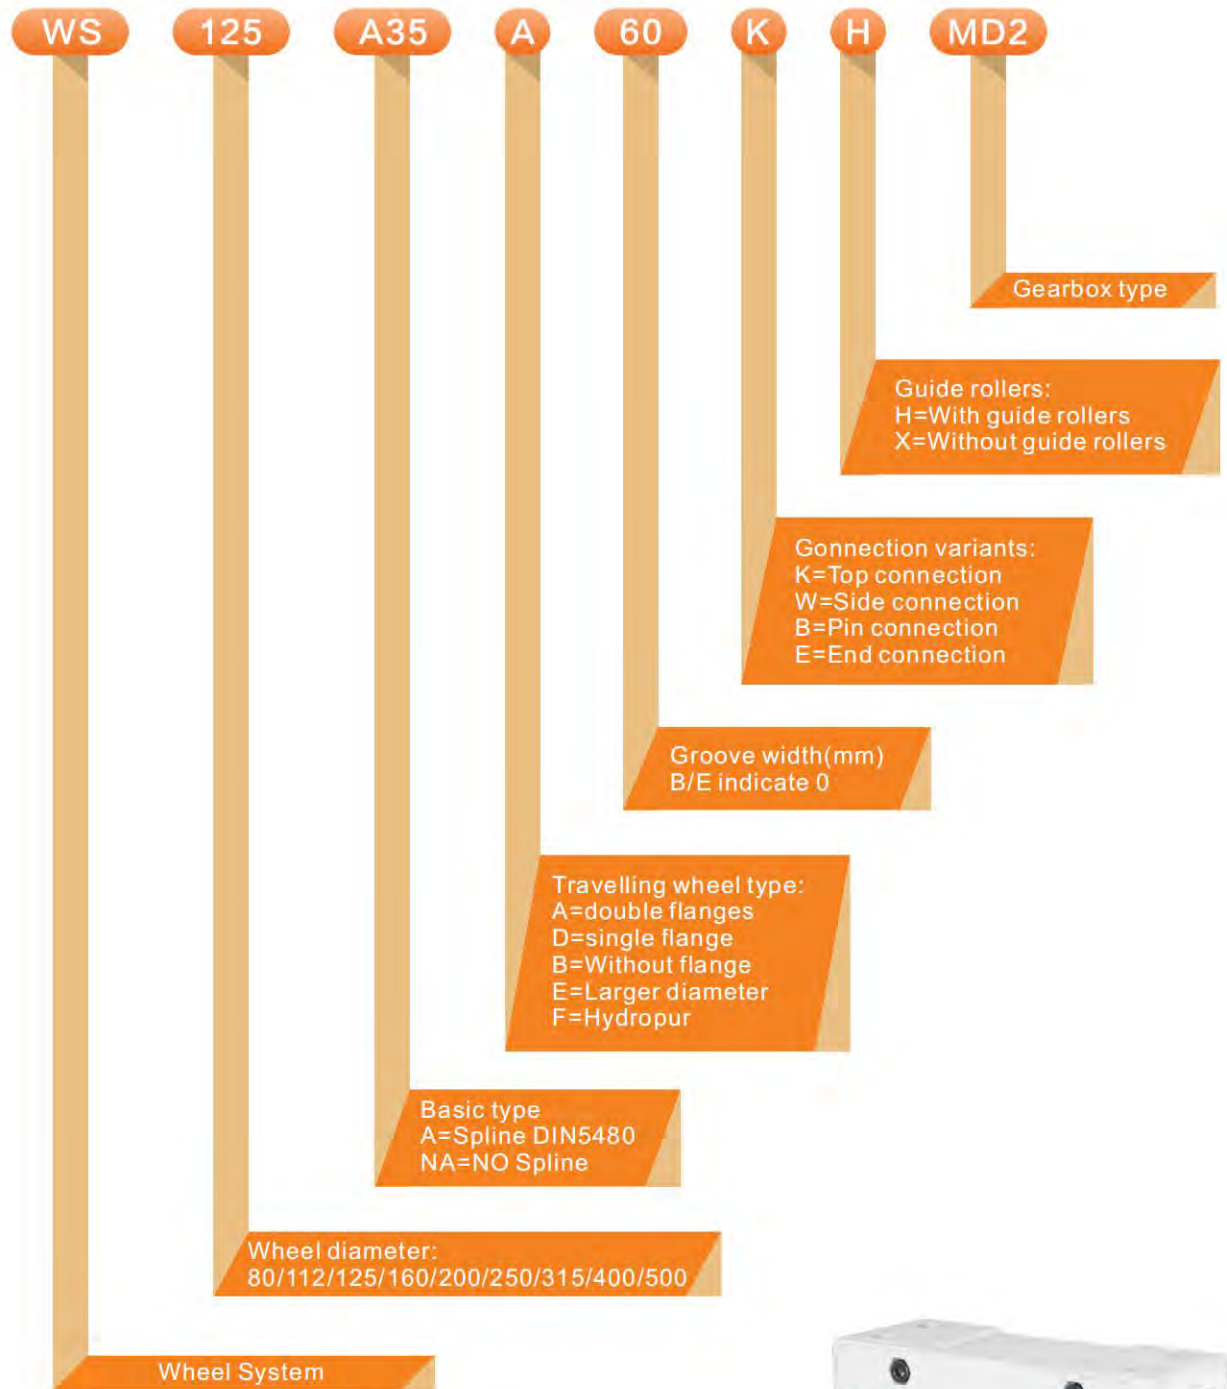 WS 125 A35 A 60 K H MD2
Gearbox type
Guide rollers:
H=With guide rollers
X=Without guide rollers
Gonnection variants:
K=Top connection
W=Side connection
B=Pin connection
E=End connection
Groove width(mm)
B/E indicate 0
Travelling wheel type:
A=double flanges
D=single flange
B=Without flange
E=Larger diameter
F=Hydropur
Basic type
A=Spline DIN5480
NA=NO Spline
Wheel diameter:
80/112/125/160/200/250/315/400/500
Wheel System